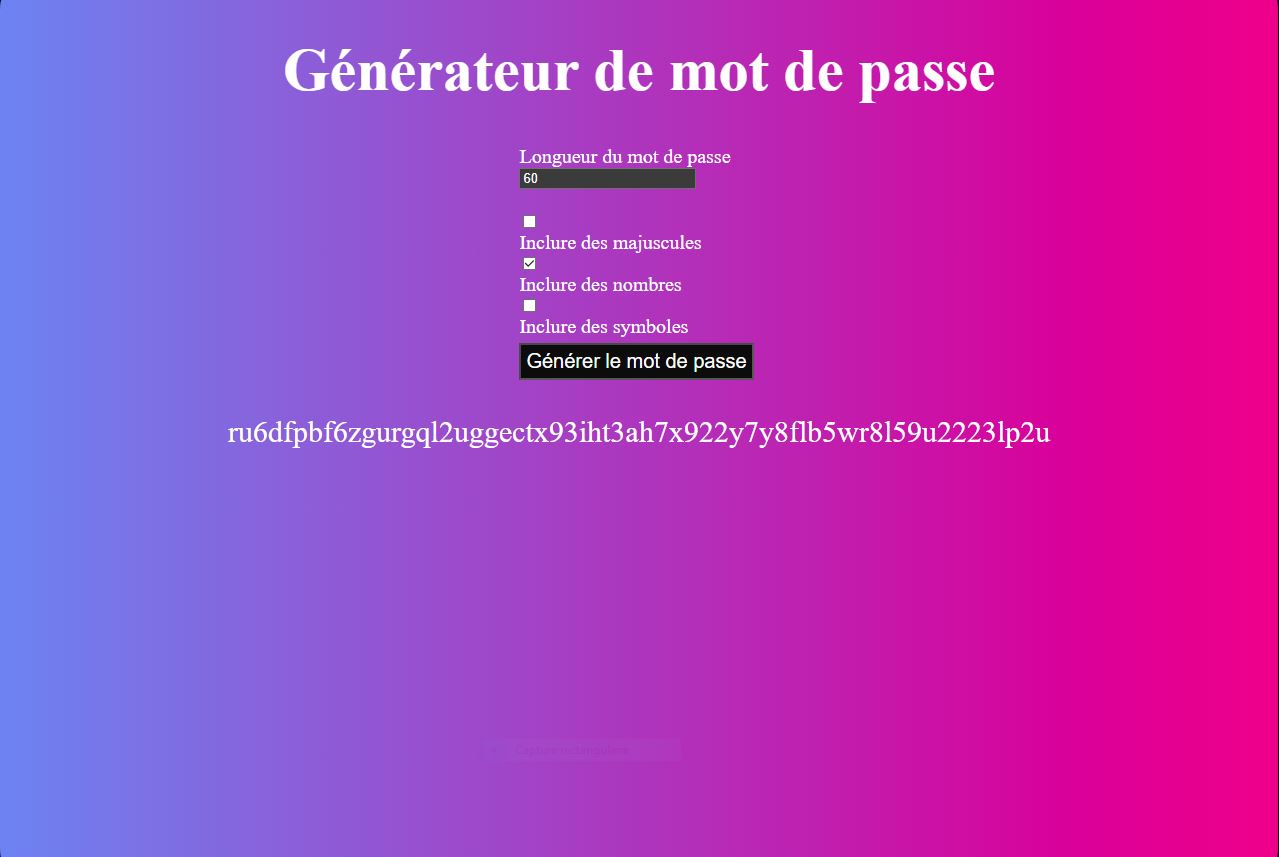 Générateur de mot de passe
Longueur du mot de passe
60
Inclure des majuscules
Inclure des nombres
Inclure des symboles
Générer le mot de passe
ru6dfpbf6zgurgql2uggectx93iht3ah7x922y7y8flb5wr8l59u2223lp2u
Capture rectangulaire